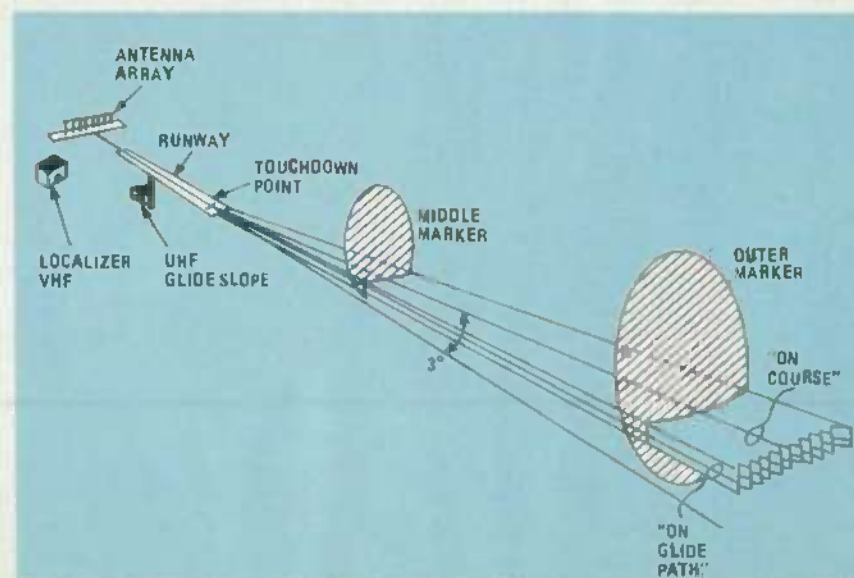 ANTENNA
ARRAY
RUNWAY
TOUCHDOWN
POINT
MIDDLE
MARKER
OUTER
MARKER
LOCALIZER
VHF
UHF
GLIDE SLOPE
3°
"ON
COURSE"
"ON
GLIDE
PATH."